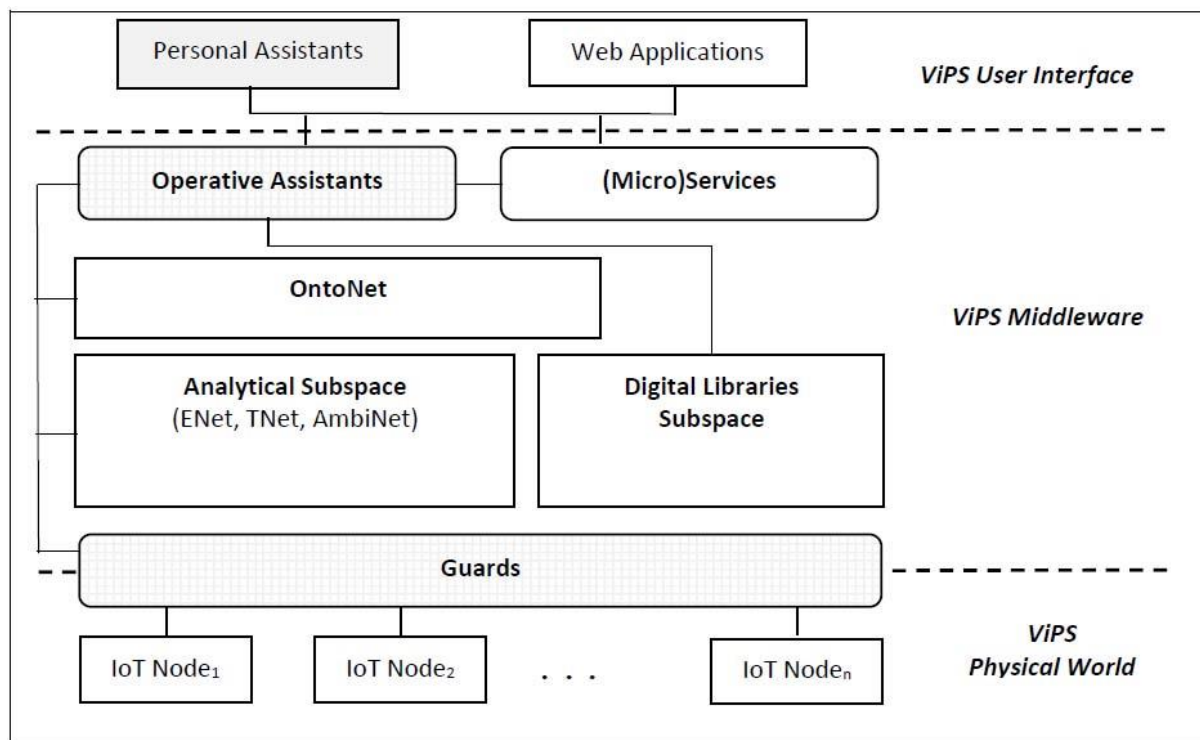 Personal Assistants
Web Applications
ViPS User Interface
Operative Assistants
(Micro)Services
OntoNet
ViPS Middleware
Analytical Subspace
(ENet, TNet, AmbiNet)
Digital Libraries
Subspace
Guards
IoT Node₁
IoT Node₂
. . .
IoT Nodeₙ
ViPS
Physical World